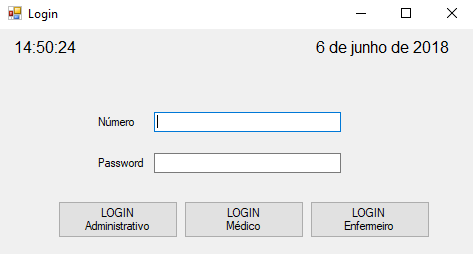 Login
14:50:24
6 de junho de 2018
Número
Password
LOGIN
Administrativo
LOGIN
Médico
LOGIN
Enfermeiro